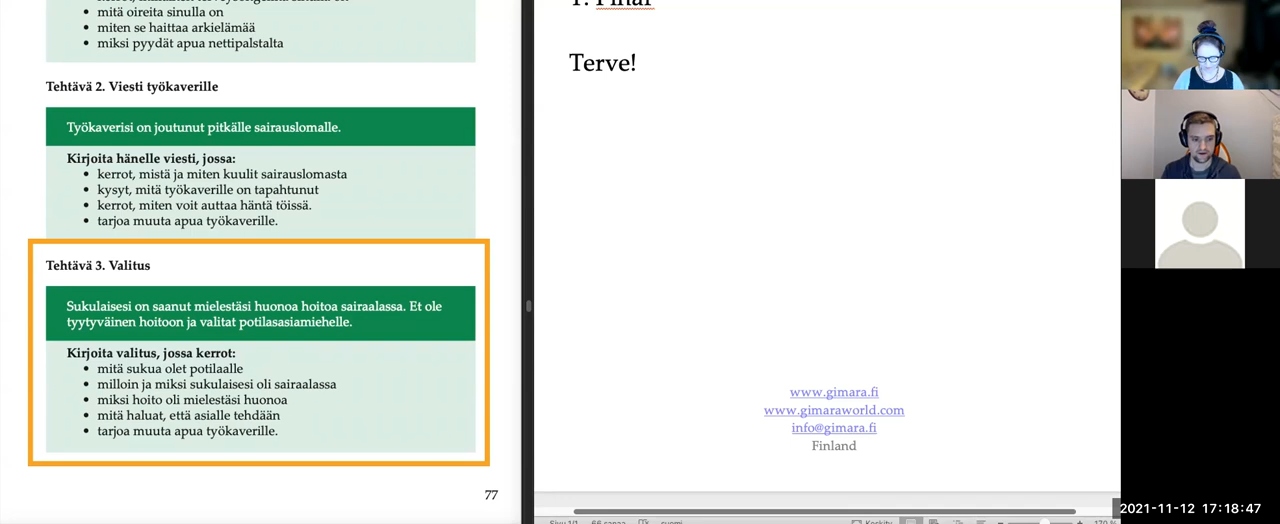 mitä oireita sinulla on
miten se haittaa arkielämää
miksi pyydät apua nettipalstalta
Tehtävä 2. Viesti työkaverille
Työkaverisi on joutunut pitkälle sairauslomalle.
Kirjoita hänelle viesti, jossa:
kerrot, mistä ja miten kuulit sairauslomasta
kysyt, mitä työkaverille on tapahtunut
kerrot, miten voit auttaa häntä töissä.
tarjoa muuta apua työkaverille.
Tehtävä 3. Valitus
Sukulaisesi on saanut mielestäsi huonoa hoitoa sairaalassa. Et ole
tyytyväinen hoitoon ja valitat potilasasiamiehelle.
Kirjoita valitus, jossa kerrot:
mitä sukua olet potilaalle
milloin ja miksi sukulaisesi oli sairaalassa
miksi hoito oli mielestäsi huonoa
mitä haluat, että asialle tehdään
tarjoa muuta apua työkaverille.
77
Terve!
www.gimara.fi
www.gimaraworld.com
info@gimara.fi
Finland
2021-11-12 17:18:47